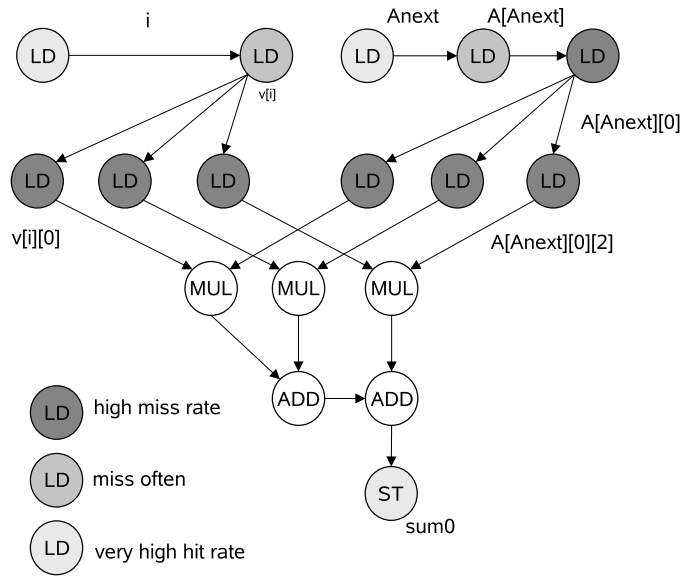 i
Anext
A[Anext]
LD
LD
LD
LD
LD
v[i]
A[Anext][0]
LD
LD
LD
LD
LD
LD
v[i][0]
A[Anext][0][2]
MUL
MUL
MUL
ADD
ADD
LD
high miss rate
LD
miss often
ST
sum0
LD
very high hit rate